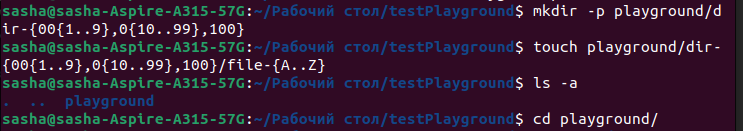 sasha@sasha-Aspire-A315-57G:~/Рабочий стол/testPlayground$ mkdir -p playground/d
ir-{00{1..9},0{10..99},100}
sasha@sasha-Aspire-A315-57G:~/Рабочий стол/testPlayground$ touch playground/dir-
{00{1..9},0{10..99},100}/file-{A..Z}
sasha@sasha-Aspire-A315-57G:~/Рабочий стол/testPlayground$ ls -a
.  ..  playground
sasha@sasha-Aspire-A315-57G:~/Рабочий стол/testPlayground$ cd playground/